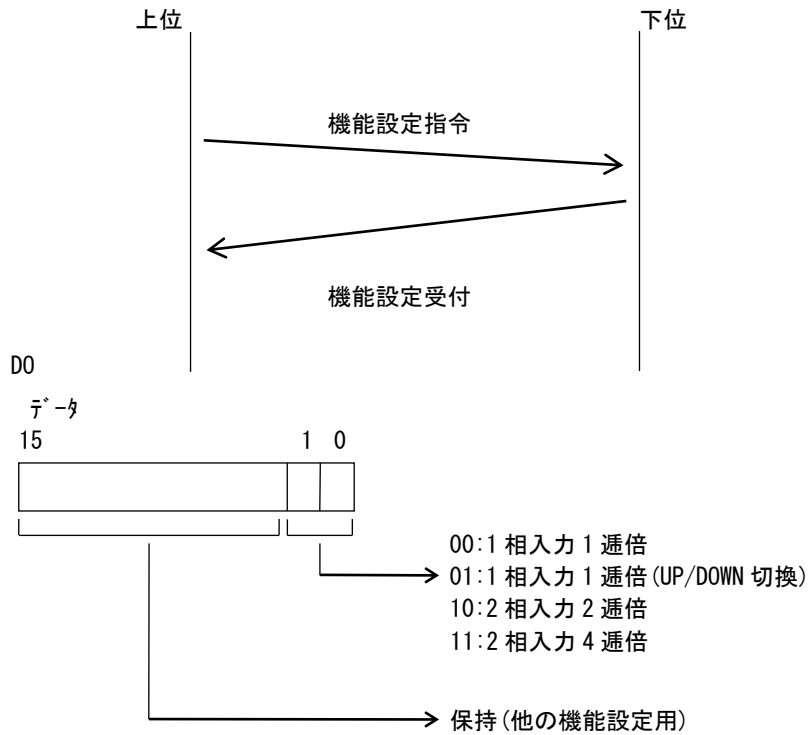 上位
下位
機能設定指令
機能設定受付
DO
ﾃﾞｰﾀ
15 1 0
00:1 相入力 1 逓倍
01:1 相入力 1 逓倍(UP/DOWN 切換)
10:2 相入力 2 逓倍
11:2 相入力 4 逓倍
保持(他の機能設定用)